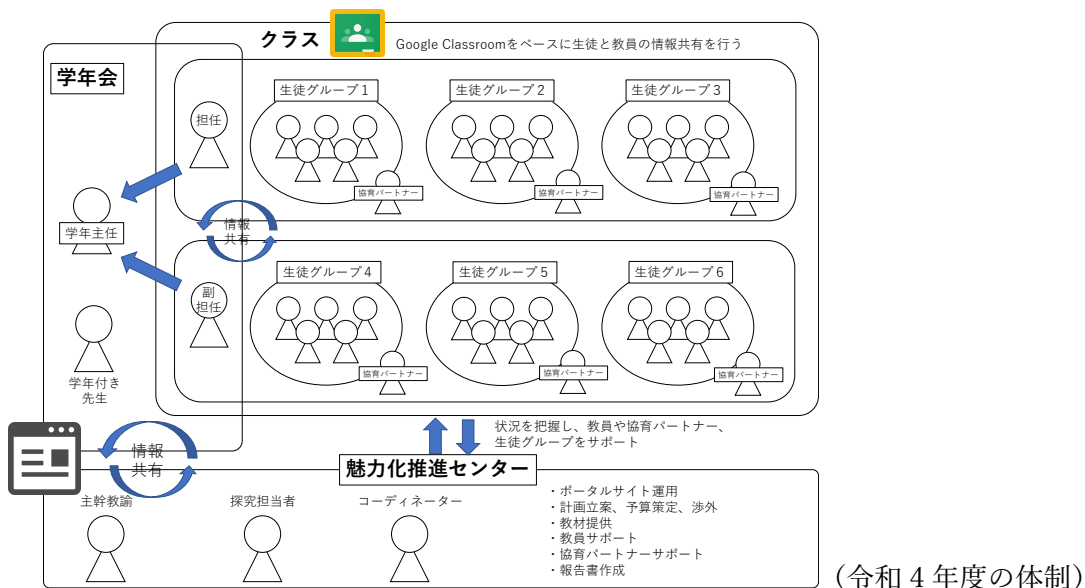 クラス
Google Classroomをベースに生徒と教員の情報共有を行う
学年会
担任
生徒グループ1
生徒グループ2
生徒グループ3
協育パートナー
協育パートナー
協育パートナー
学年主任
情報
共有
副
担任
生徒グループ4
生徒グループ5
生徒グループ6
協育パートナー
協育パートナー
協育パートナー
学年付き
先生
状況を把握し、教員や協育パートナー、
生徒グループをサポート
情報
共有
魅力化推進センター
主幹教諭
探究担当者
コーディネーター
・ポータルサイト運用
・計画立案、予算策定、渉外
・教材提供
・教員サポート
・協育パートナーサポート
・報告書作成
(令和 4 年度の体制)